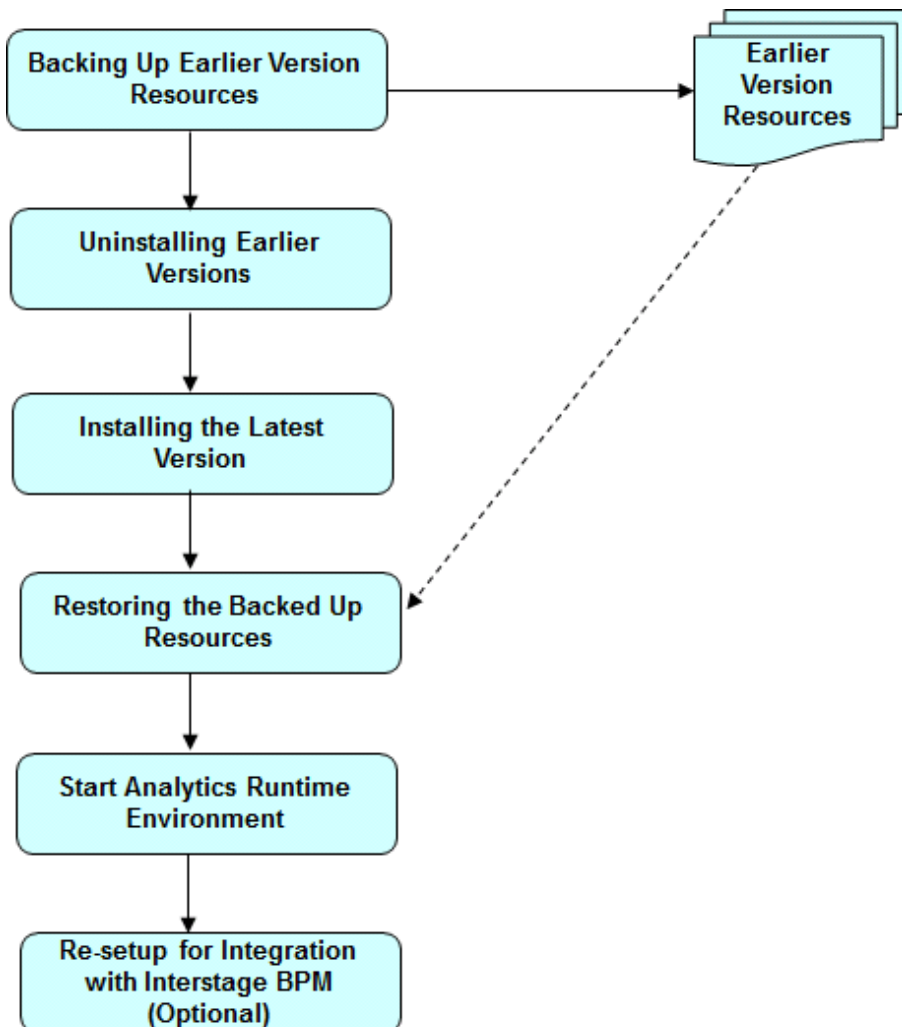 Backing Up Earlier Version
Resources
Earlier
Version
Resources
Uninstalling Earlier
Versions
Installing the Latest
Version
Restoring the Backed Up
Resources
Start Analytics Runtime
Environment
Re-setup for Integration
with Interstage BPM
(Optional)